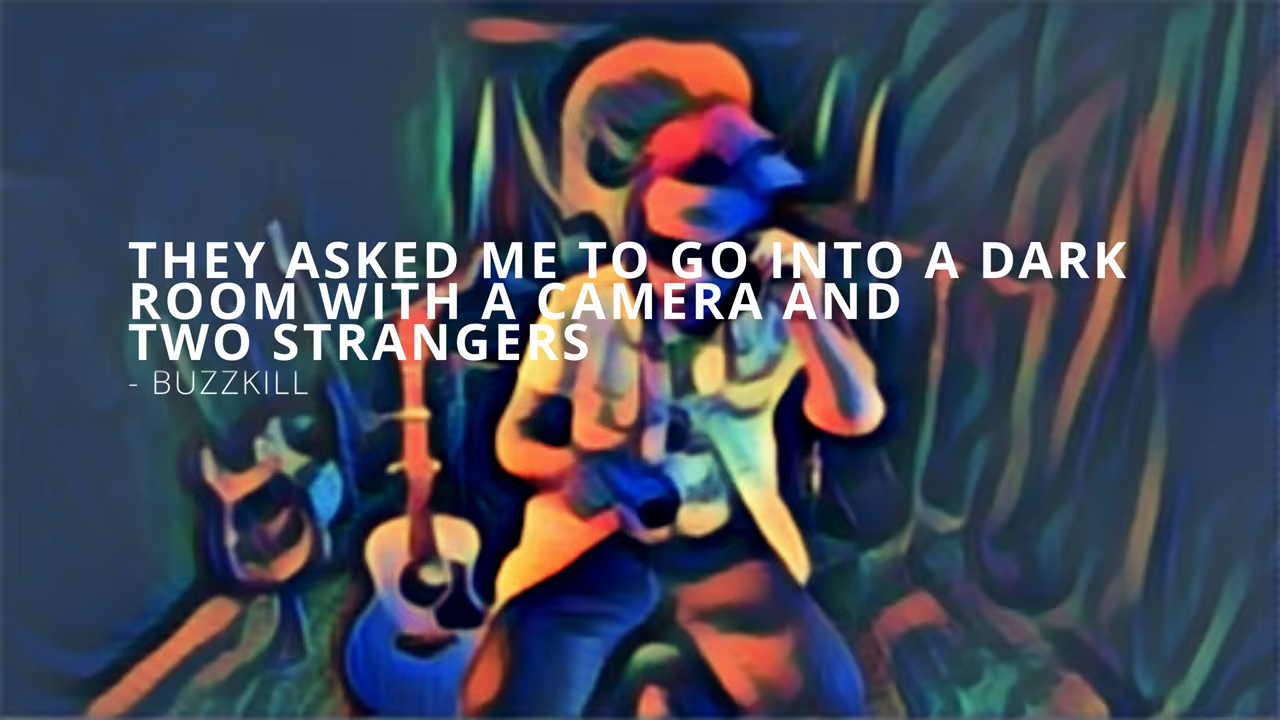 THEY ASKED ME TO GO INTO A DARK
ROOM WITH A CAMERA AND
TWO STRANGERS
- BUZZKILL